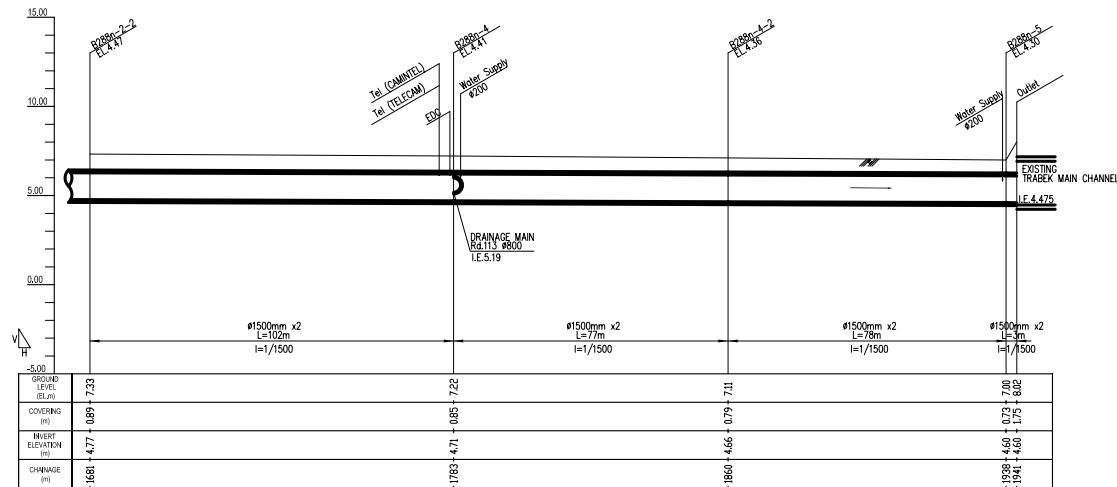 15.00
10.00
5.00
0.00
-5.00
V
H
B288n-2-2
EL.4.47
Tel (CAMINTEL)
Tel (TELECAM)
EDC
B288n-4
EL.4.41
Water Supply
ø200
B288n-4-2
EL.4.36
B288n-5
EL.4.30
Water Supply
ø200
Outlet
EXISTING
TRABEK MAIN CHANNEL
I.E.4.475
DRAINAGE MAIN
Rd.113 ø800
I.E.5.19
ø1500mm x2
L=102m
I=1/1500
ø1500mm x2
L=77m
I=1/1500
ø1500mm x2
L=78m
I=1/1500
ø1500mm x2
L=3m
I=1/1500
GROUND
LEVEL
(EL.m)
7.33
7.22
7.11
7.00
8.02
COVERING
(m)
0.89
0.85
0.79
0.73
1.75
INVERT
ELEVATION
(m)
4.77
4.71
4.66
4.60
4.60
CHAINAGE
(m)
1681
1783
1860
1938
1941